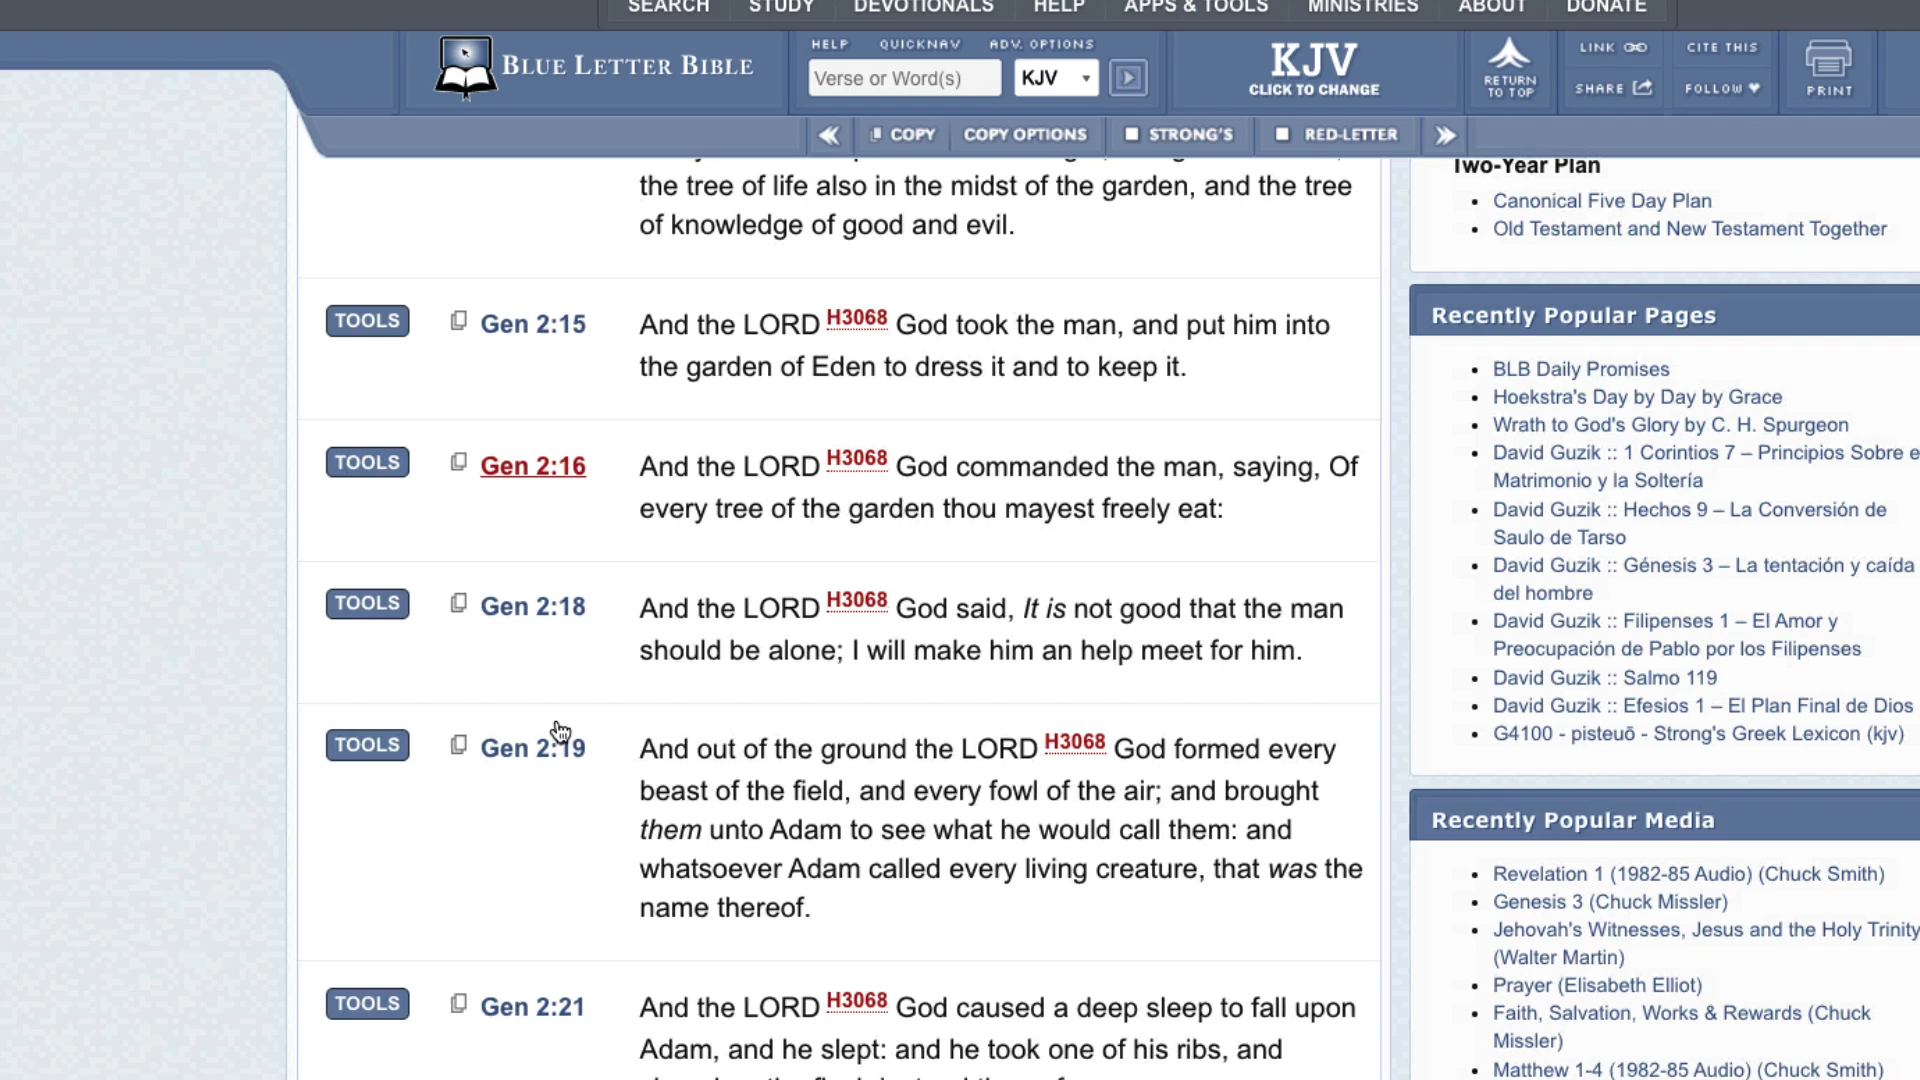 SEARCH STUDY DEVOTIONALS HELP APPS & TOOLS MINISTRIES ABOUT DONATE
BLUE LETTER BIBLE
HELP QUICKNAV ADV. OPTIONS
Verse or Word(s) KJV
KJV
CLICK TO CHANGE
RETURN
TO TOP
LINK
SHARE
CITE THIS
FOLLOW
PRINT
COPY COPY OPTIONS STRONG'S RED-LETTER
the tree of life also in the midst of the garden, and the tree
of knowledge of good and evil.
TOOLS Gen 2:15 And the LORD H3068 God took the man, and put him into
the garden of Eden to dress it and to keep it.
TOOLS Gen 2:16 And the LORD H3068 God commanded the man, saying, Of
every tree of the garden thou mayest freely eat:
TOOLS Gen 2:18 And the LORD H3068 God said, It is not good that the man
should be alone; I will make him an help meet for him.
TOOLS Gen 2:19 And out of the ground the LORD H3068 God formed every
beast of the field, and every fowl of the air; and brought
them unto Adam to see what he would call them: and
whatsoever Adam called every living creature, that was the
name thereof.
TOOLS Gen 2:21 And the LORD H3068 God caused a deep sleep to fall upon
Adam, and he slept: and he took one of his ribs, and
Two-Year Plan
Canonical Five Day Plan
Old Testament and New Testament Together
Recently Popular Pages
BLB Daily Promises
Hoekstra's Day by Day by Grace
Wrath to God's Glory by C. H. Spurgeon
David Guzik :: 1 Corintios 7 – Principios Sobre e
Matrimonio y la Soltería
David Guzik :: Hechos 9 – La Conversión de
Saulo de Tarso
David Guzik :: Génesis 3 – La tentación y caída
del hombre
David Guzik :: Filipenses 1 – El Amor y
Preocupación de Pablo por los Filipenses
David Guzik :: Salmo 119
David Guzik :: Efesios 1 – El Plan Final de Dios
G4100 - pisteuō - Strong's Greek Lexicon (kjv)
Recently Popular Media
Revelation 1 (1982-85 Audio) (Chuck Smith)
Genesis 3 (Chuck Missler)
Jehovah's Witnesses, Jesus and the Holy Trinity
(Walter Martin)
Prayer (Elisabeth Elliot)
Faith, Salvation, Works & Rewards (Chuck
Missler)
Matthew 1-4 (1982-85 Audio) (Chuck Smith)